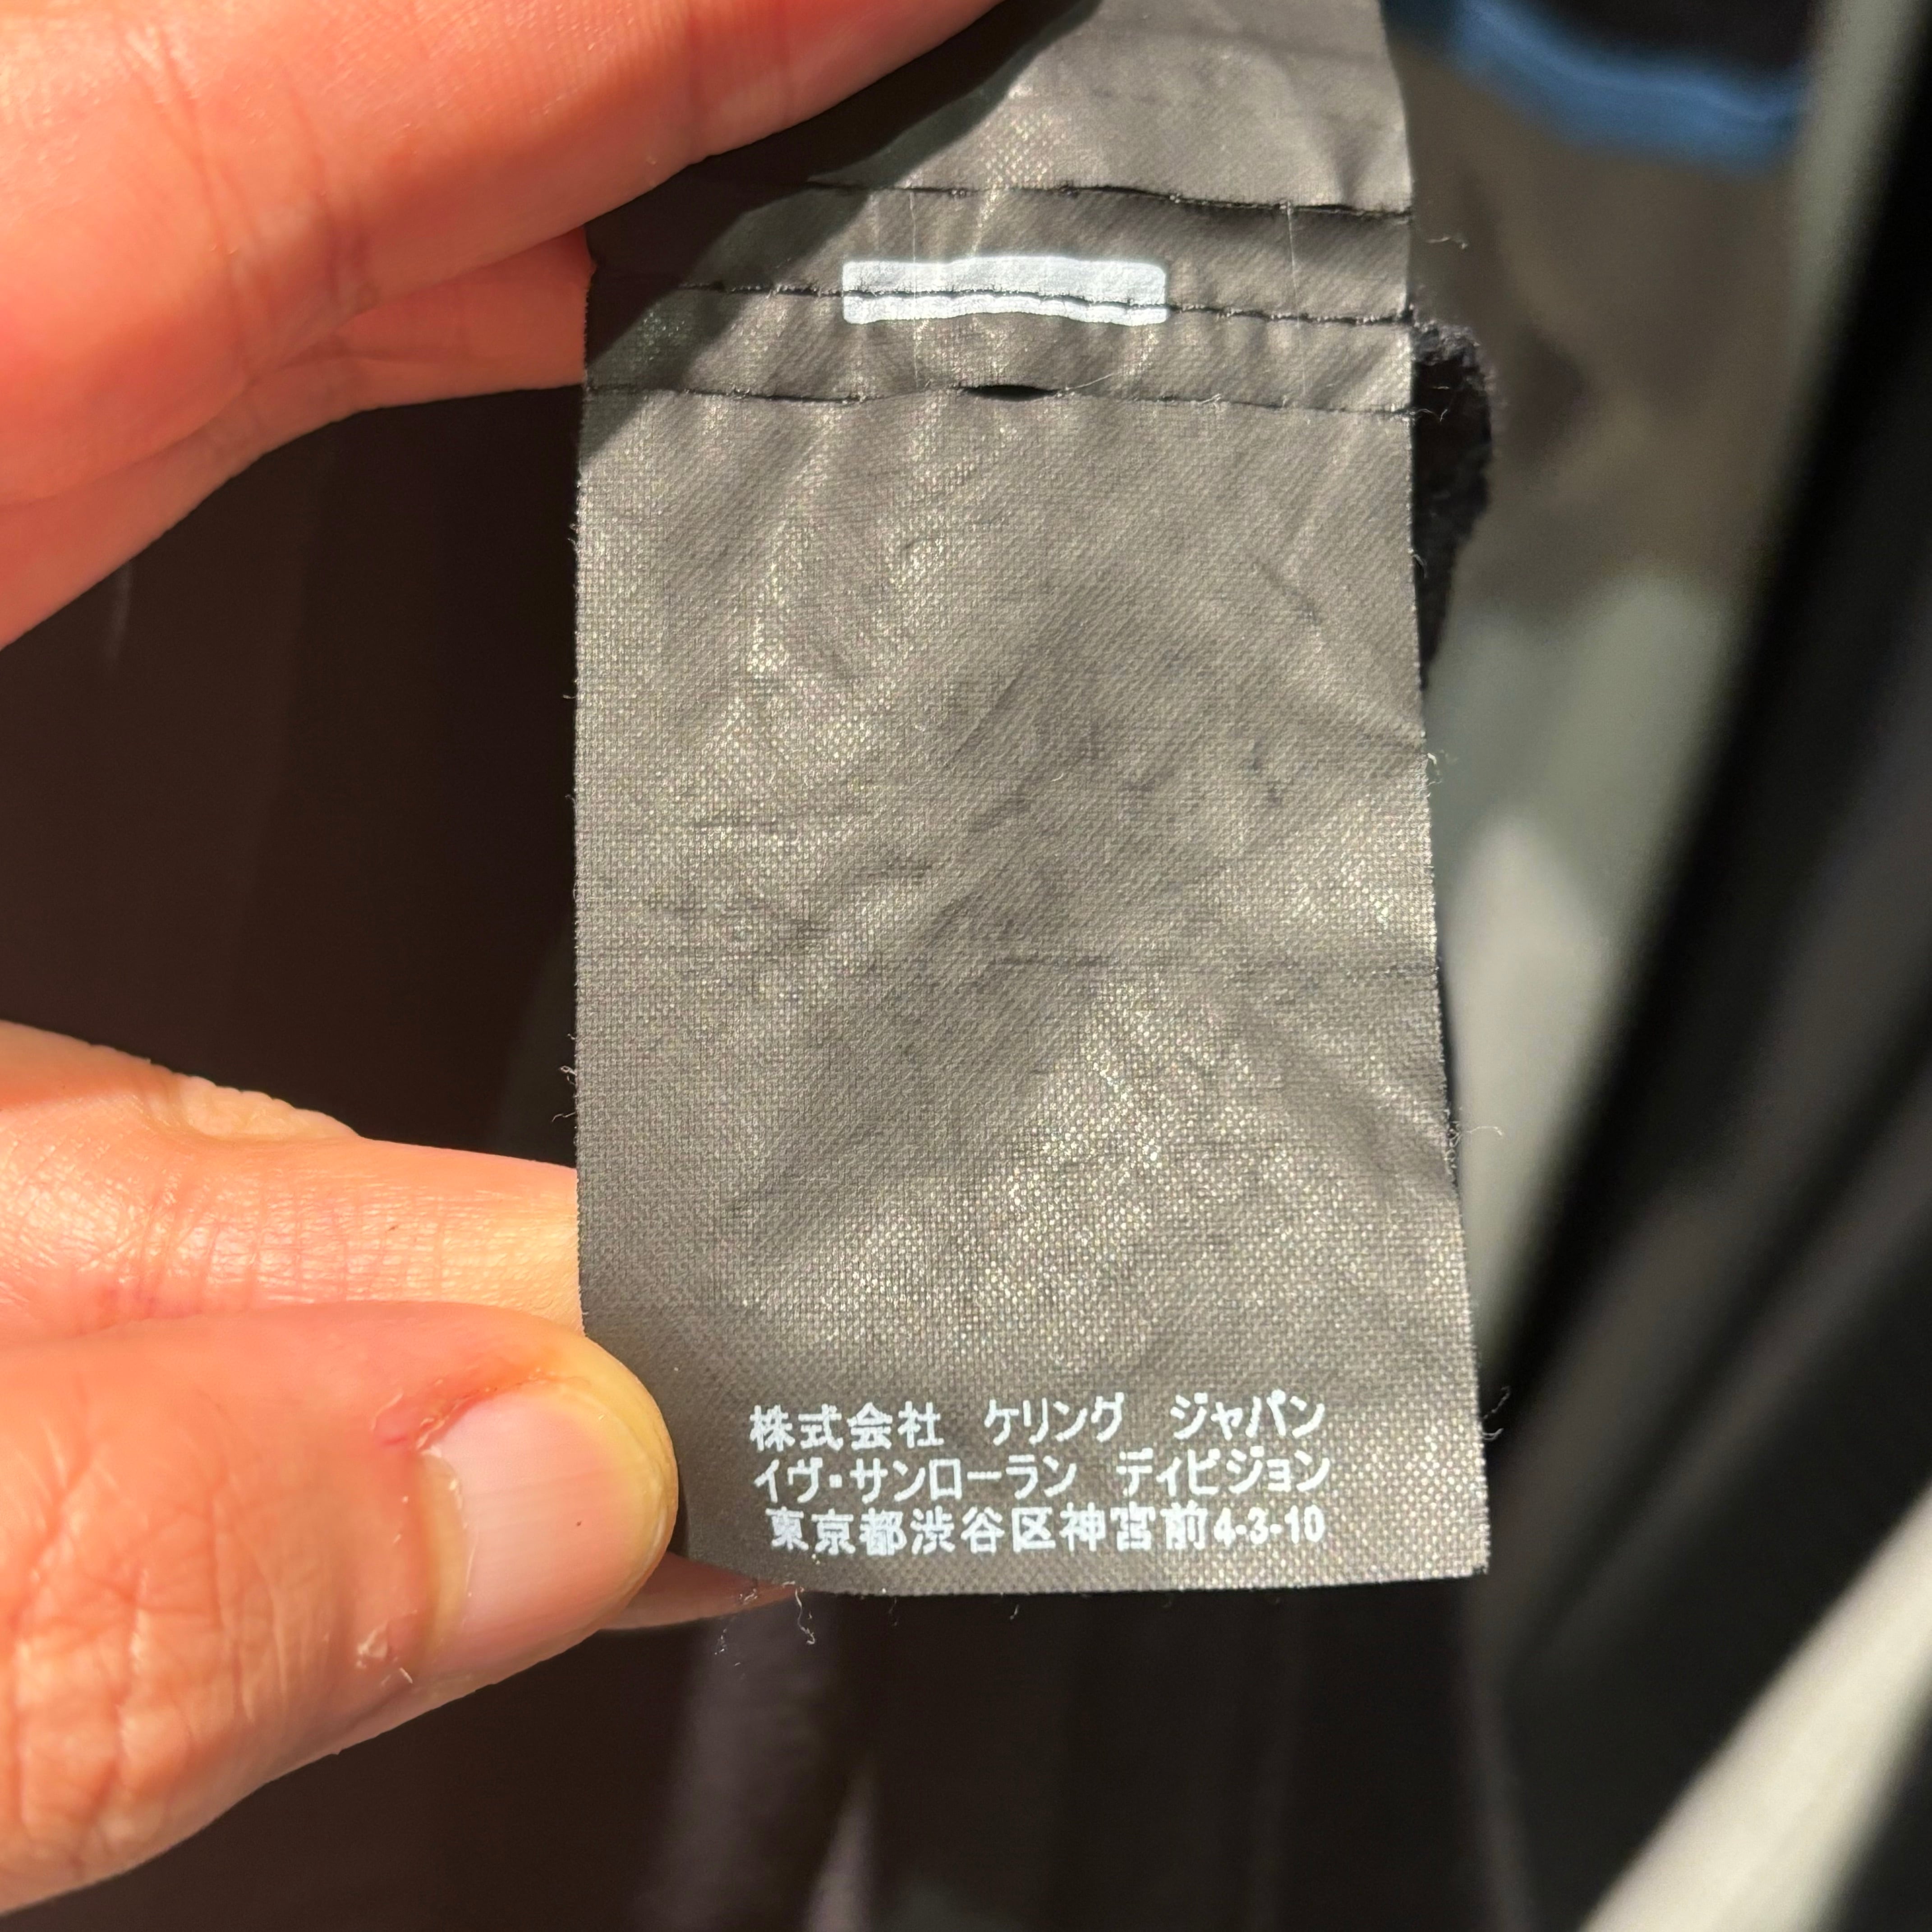 株式会社　ケリング　ジャパン
イヴ・サンローラン　ディビジョン
東京都渋谷区神宮前4-3-10